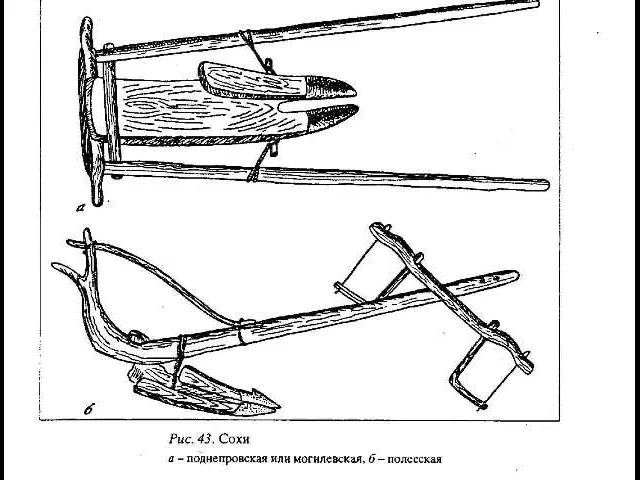 а
б
Рис. 43. Сохи
а – поднепровская или могилевская, б – полесская